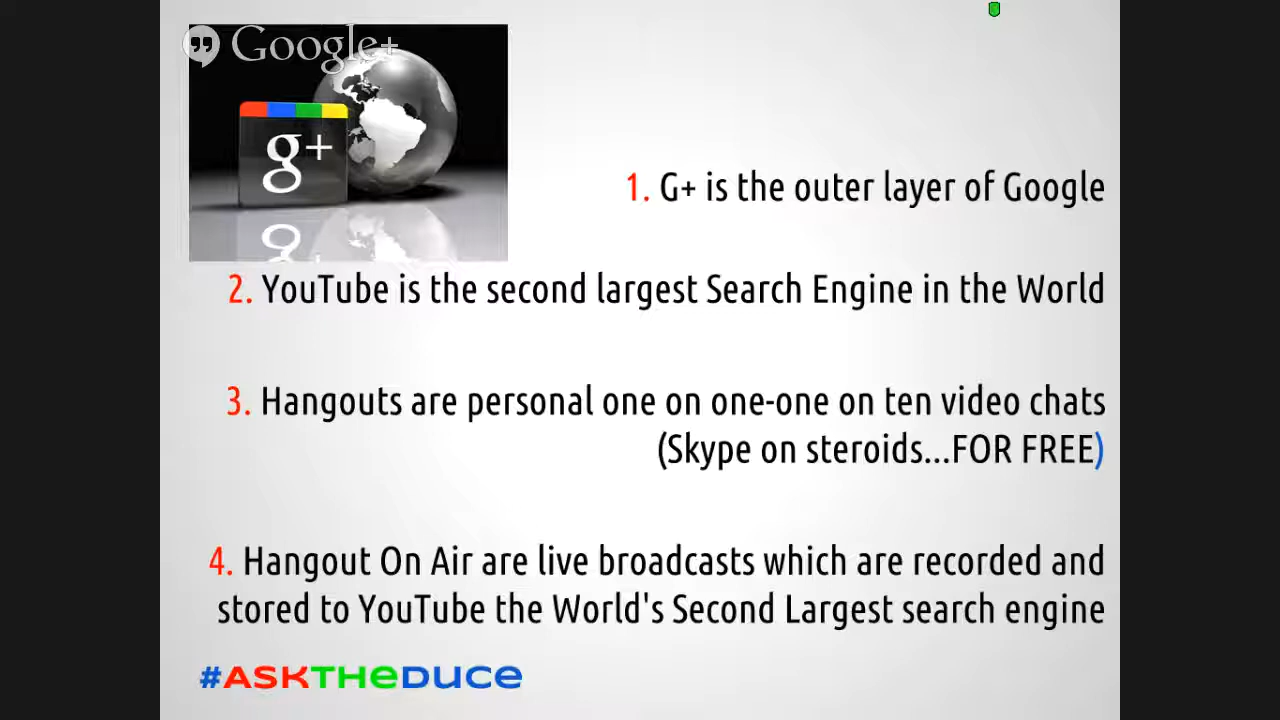 Google+
g+
1. G+ is the outer layer of Google
2. YouTube is the second largest Search Engine in the World
3. Hangouts are personal one on one-one on ten video chats
(Skype on steroids...FOR FREE)
4. Hangout On Air are live broadcasts which are recorded and
stored to YouTube the World's Second Largest search engine
#ASKTHeDUCe